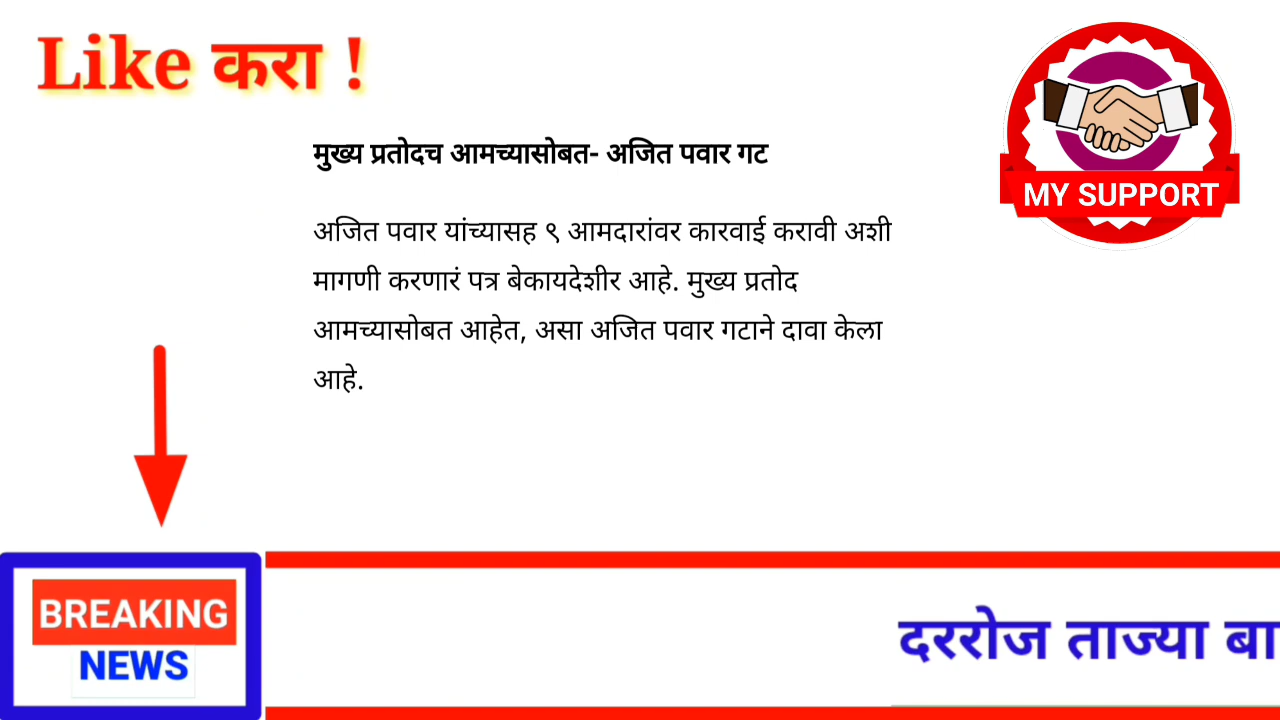 Like करा !
MY SUPPORT
मुख्य प्रतोदच आमच्यासोबत- अजित पवार गट
अजित पवार यांच्यासह ९ आमदारांवर कारवाई करावी अशी
मागणी करणारं पत्र बेकायदेशीर आहे. मुख्य प्रतोद
आमच्यासोबत आहेत, असा अजित पवार गटाने दावा केला
आहे.
BREAKING
NEWS
दररोज ताज्या बा